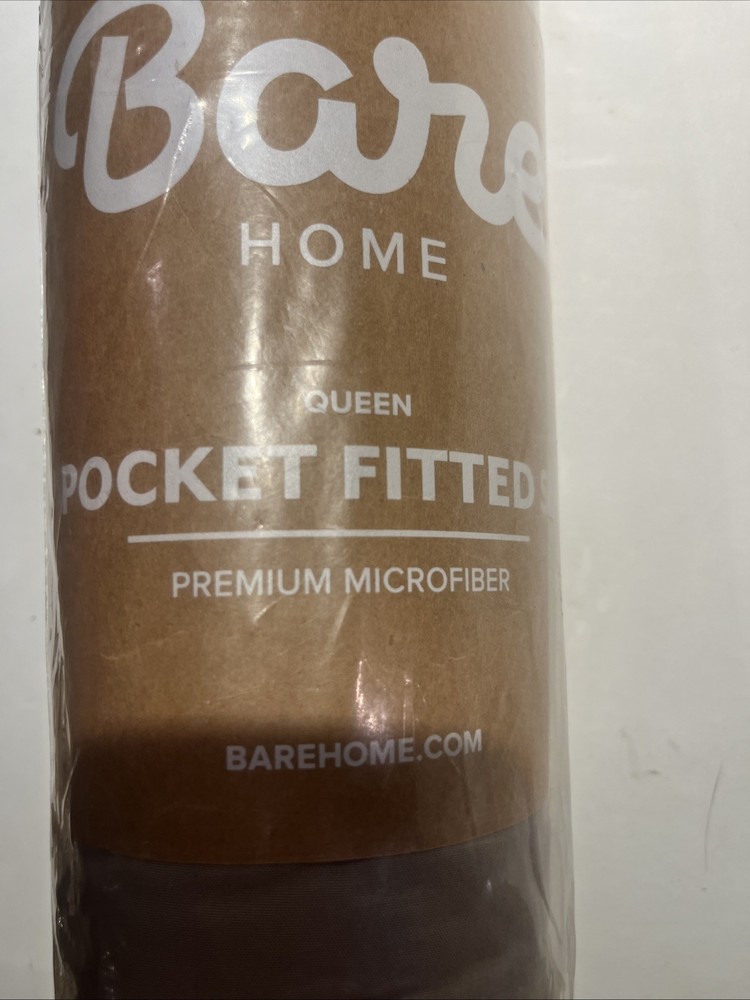 Bare
HOME
QUEEN
POCKET FITTED
PREMIUM MICROFIBER
BAREHOME.COM